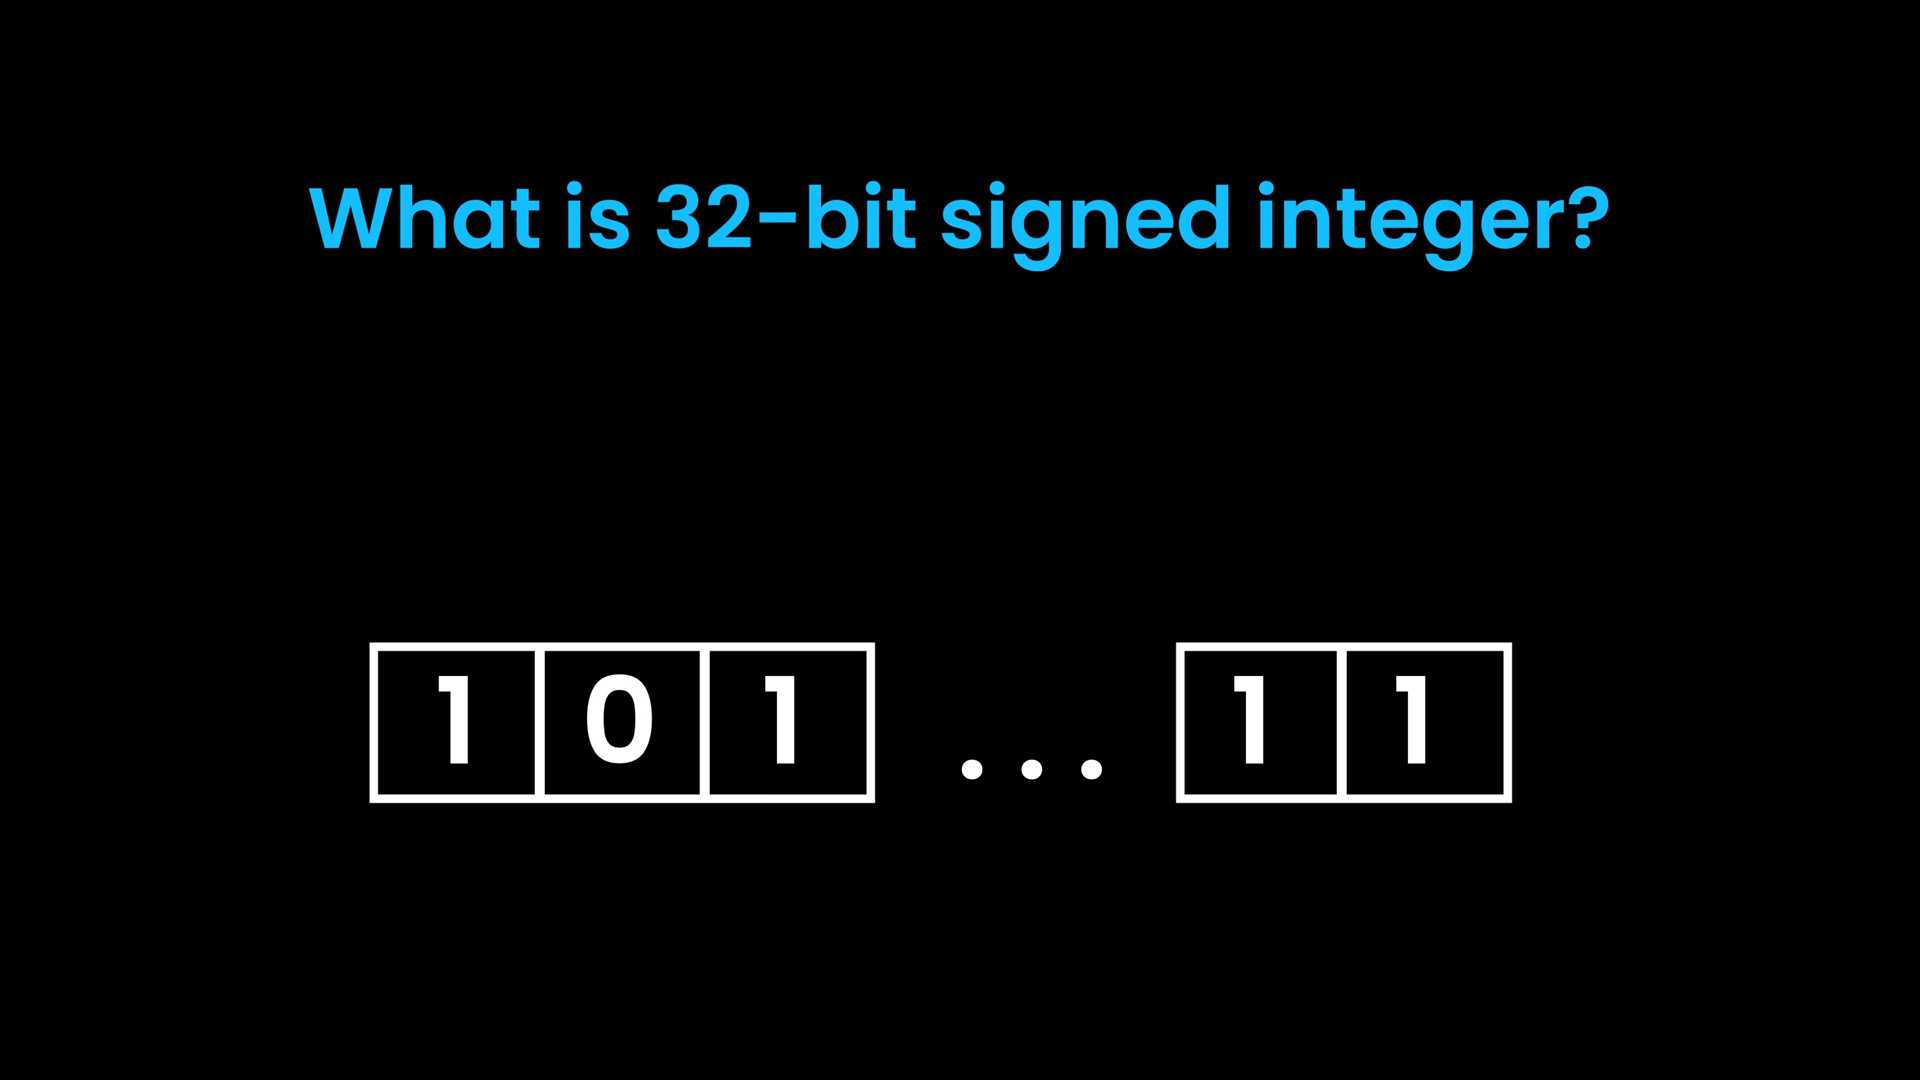 What is 32-bit signed integer?
1 0 1 ... 1 1